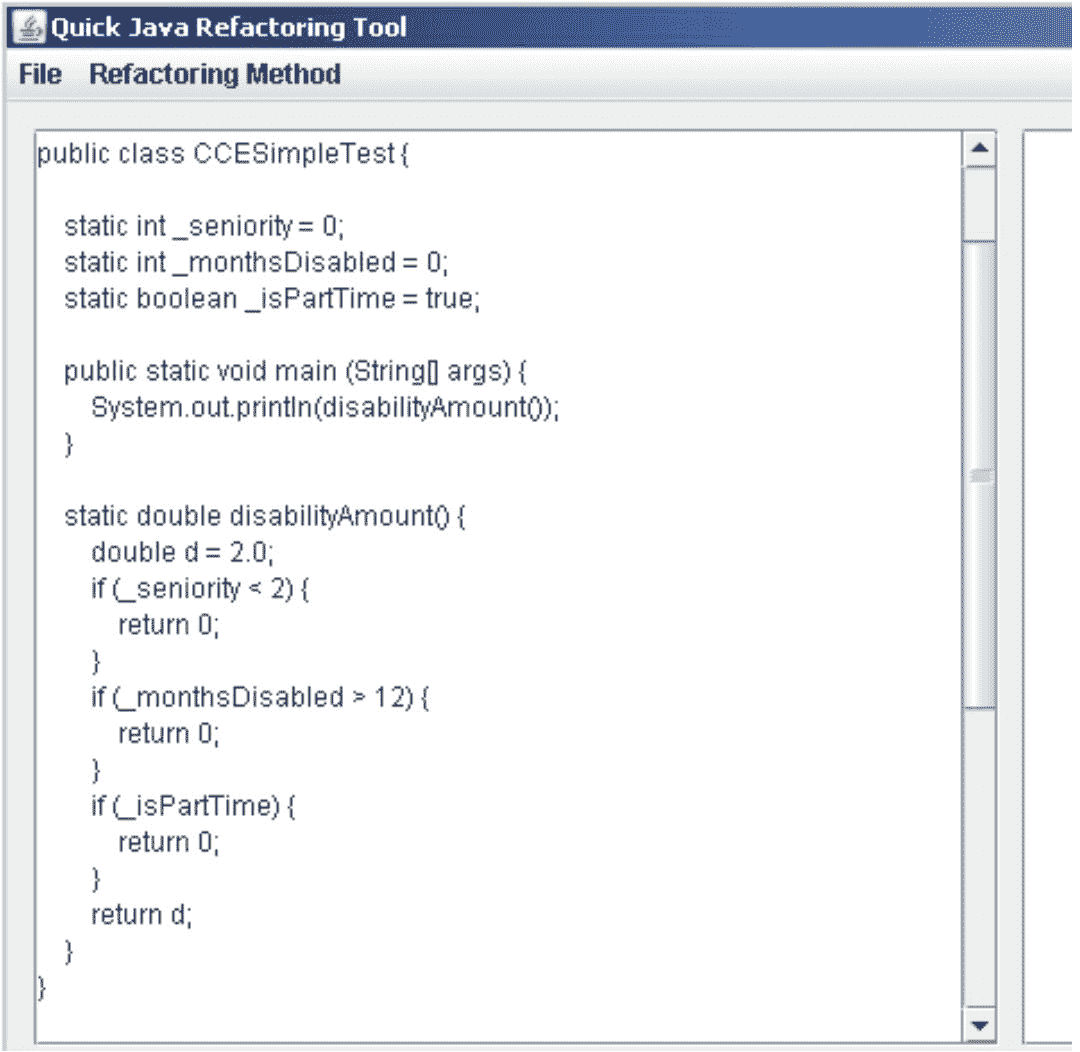 Quick Java Refactoring Tool
File Refactoring Method
public class CCESimpleTest {
static int _seniority = 0;
static int _monthsDisabled = 0;
static boolean _isPartTime = true;
public static void main (String[] args) {
System.out.println(disabilityAmount());
}
static double disabilityAmount() {
double d = 2.0;
if (_seniority < 2) {
return 0;
}
if (_monthsDisabled > 12) {
return 0;
}
if (_isPartTime) {
return 0;
}
return d;
}
}